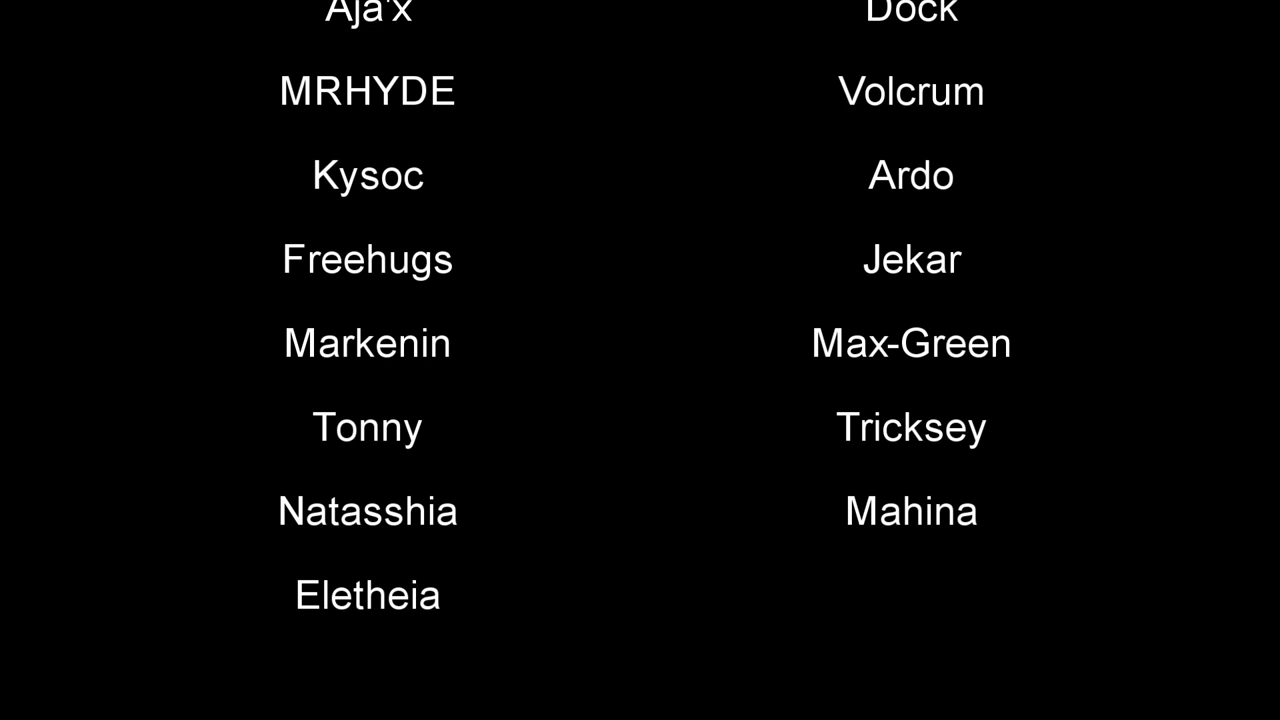 Aja'x Dock
MRHYDE Volcrum
Kysoc Ardo
Freehugs Jekar
Markenin Max-Green
Tonny Tricksey
Natasshia Mahina
Eletheia